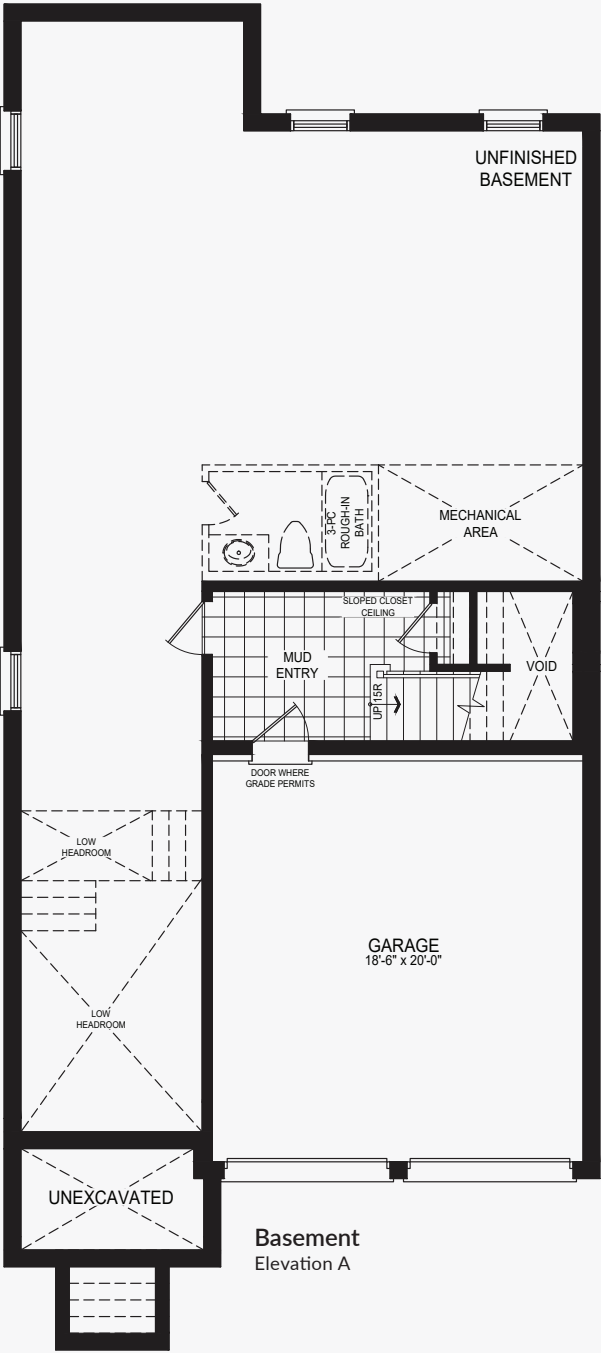 UNFINISHED
BASEMENT
3-PC
ROUGH-IN
BATH
MECHANICAL
AREA
SLOPED CLOSET
CEILING
MUD
ENTRY
VOID
UP 15R
DOOR WHERE
GRADE PERMITS
LOW
HEADROOM
GARAGE
18'-6" x 20'-0"
LOW
HEADROOM
UNEXCAVATED
Basement
Elevation A